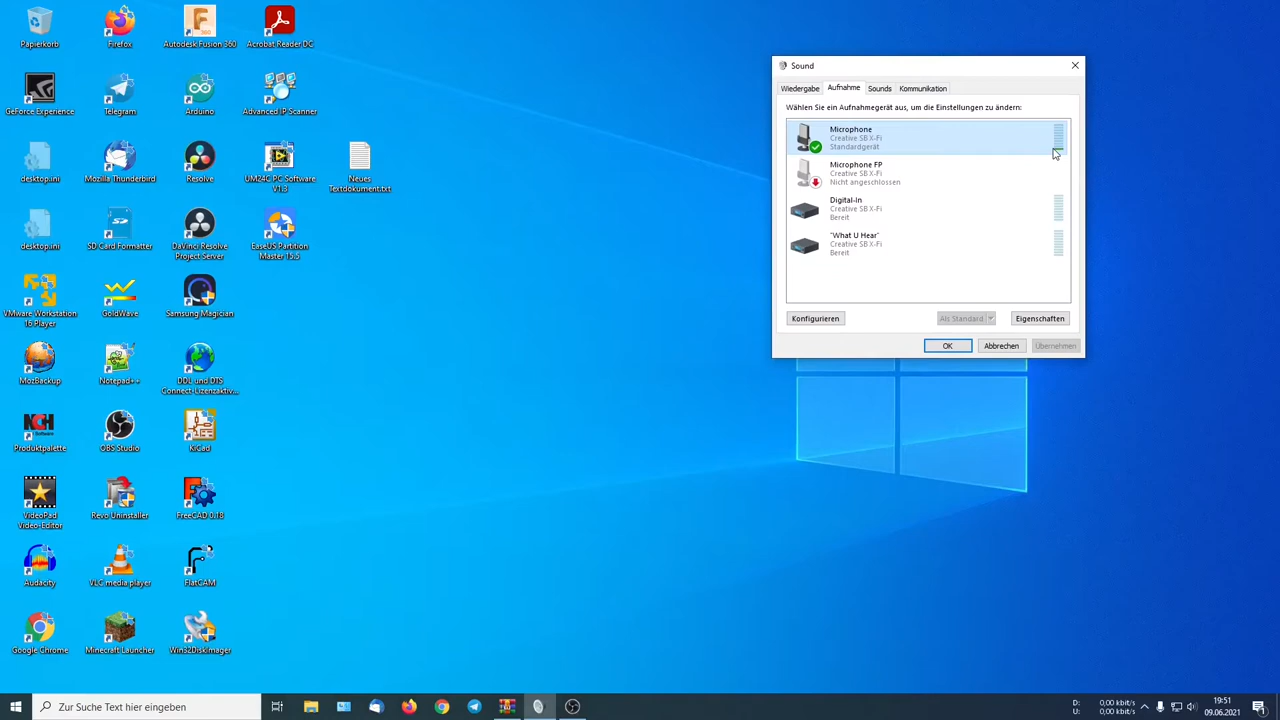 Papierkorb
Firefox
Autodesk Fusion 360
Acrobat Reader DC
GeForce Experience
Telegram
Arduino
Advanced IP Scanner
desktop.ini
Mozilla Thunderbird
Resolve
UM24C PC Software
V1.3
Neues
Textdokument.txt
desktop.ini
SD Card Formatter
DaVinci Resolve
Project Server
EaseUS Partition
Master 15.5
VMware Workstation
16 Player
GoldWave
Samsung Magician
MozBackup
Notepad++
DDL und DTS
Connect-Lizenzaktiv...
NCH
Software
Produktpalette
OBS Studio
KiCad
VideoPad
Video-Editor
Revo Uninstaller
FreeCAD 0.18
Audacity
VLC media player
FlatCAM
Google Chrome
Minecraft Launcher
Win32DiskImager
Sound
Wiedergabe
Aufnahme
Sounds
Kommunikation
Wählen Sie ein Aufnahmegerät aus, um die Einstellungen zu ändern:
Microphone
Creative SB X-Fi
Standardgerät
Microphone FP
Creative SB X-Fi
Nicht angeschlossen
Digital-In
Creative SB X-Fi
Bereit
"What U Hear"
Creative SB X-Fi
Bereit
Konfigurieren
Als Standard
Eigenschaften
OK
Abbrechen
Übernehmen
Zur Suche Text hier eingeben
D: 0,00 kbit/s
U: 0,00 kbit/s
19:51
09.06.2021